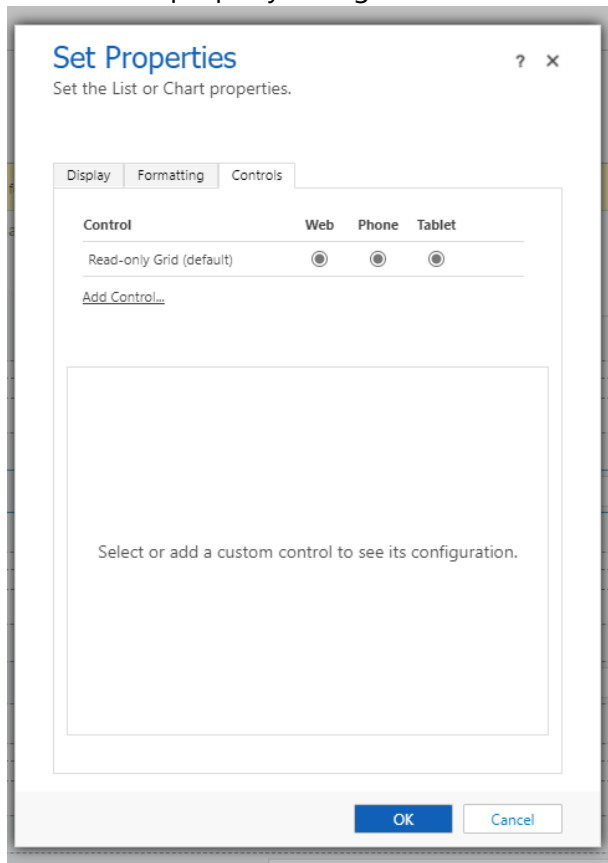 Set Properties
? ×
Set the List or Chart properties.
Display Formatting Controls
Control Web Phone Tablet
Read-only Grid (default)
Add Control...
Select or add a custom control to see its configuration.
OK Cancel